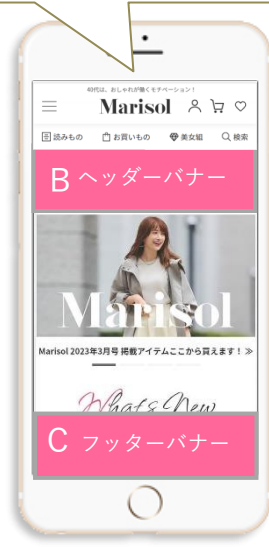 40代は、おしゃれが働くモチベーション！
Marisol
読みもの お買いもの 美女組 検索
B ヘッダーバナー
Marisol
Marisol 2023年3月号 掲載アイテムここから買えます！ ≫
What's New
C フッターバナー